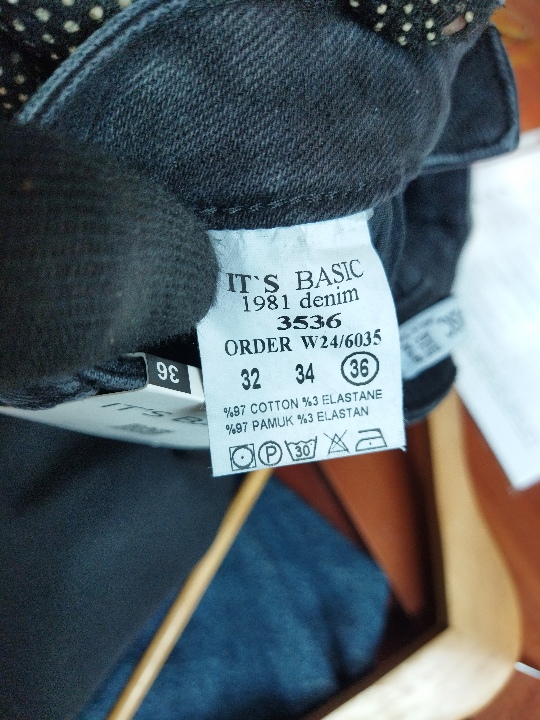 IT`S BASIC
1981 denim
3536
ORDER W24/6035
32 34 36
%97 COTTON %3 ELASTANE
%97 PAMUK %3 ELASTAN
P 30
36
IT'S B